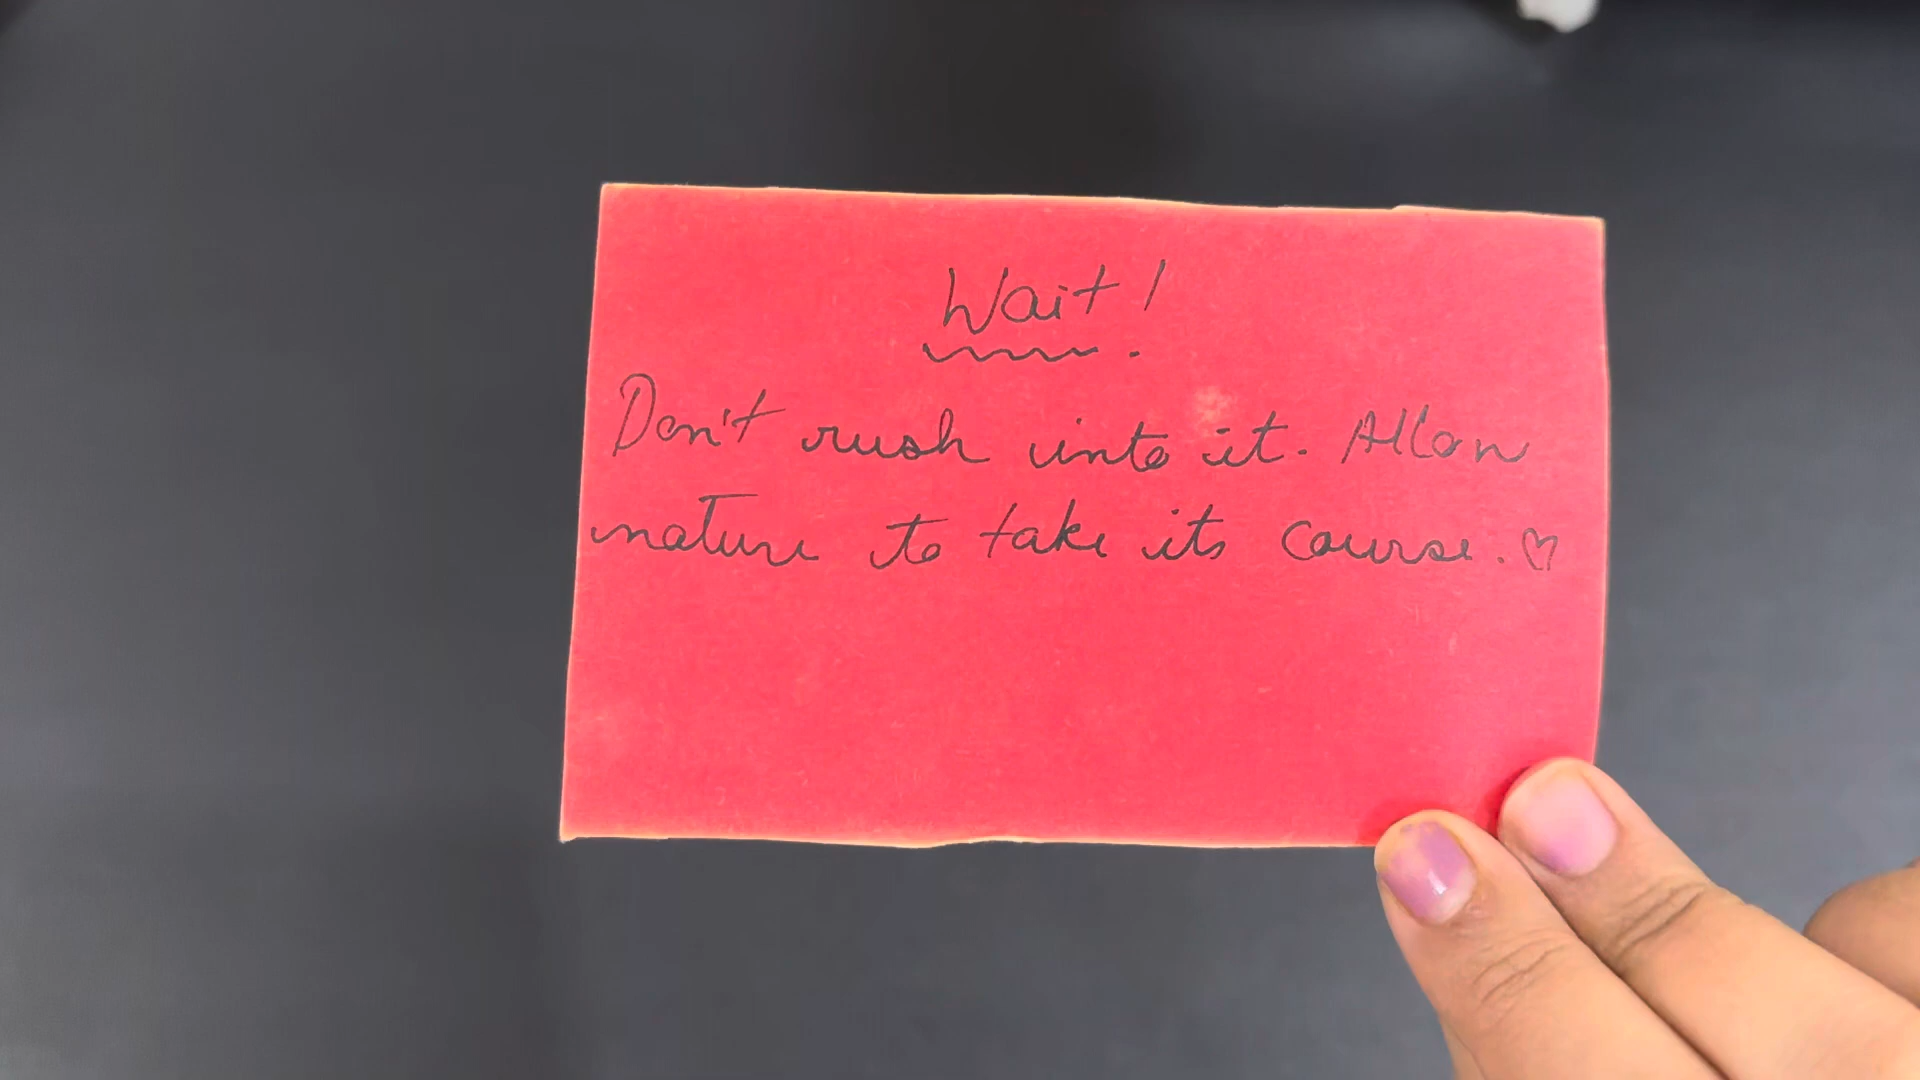 Wait!
Don't rush into it. Allow
nature to take its course. ♡